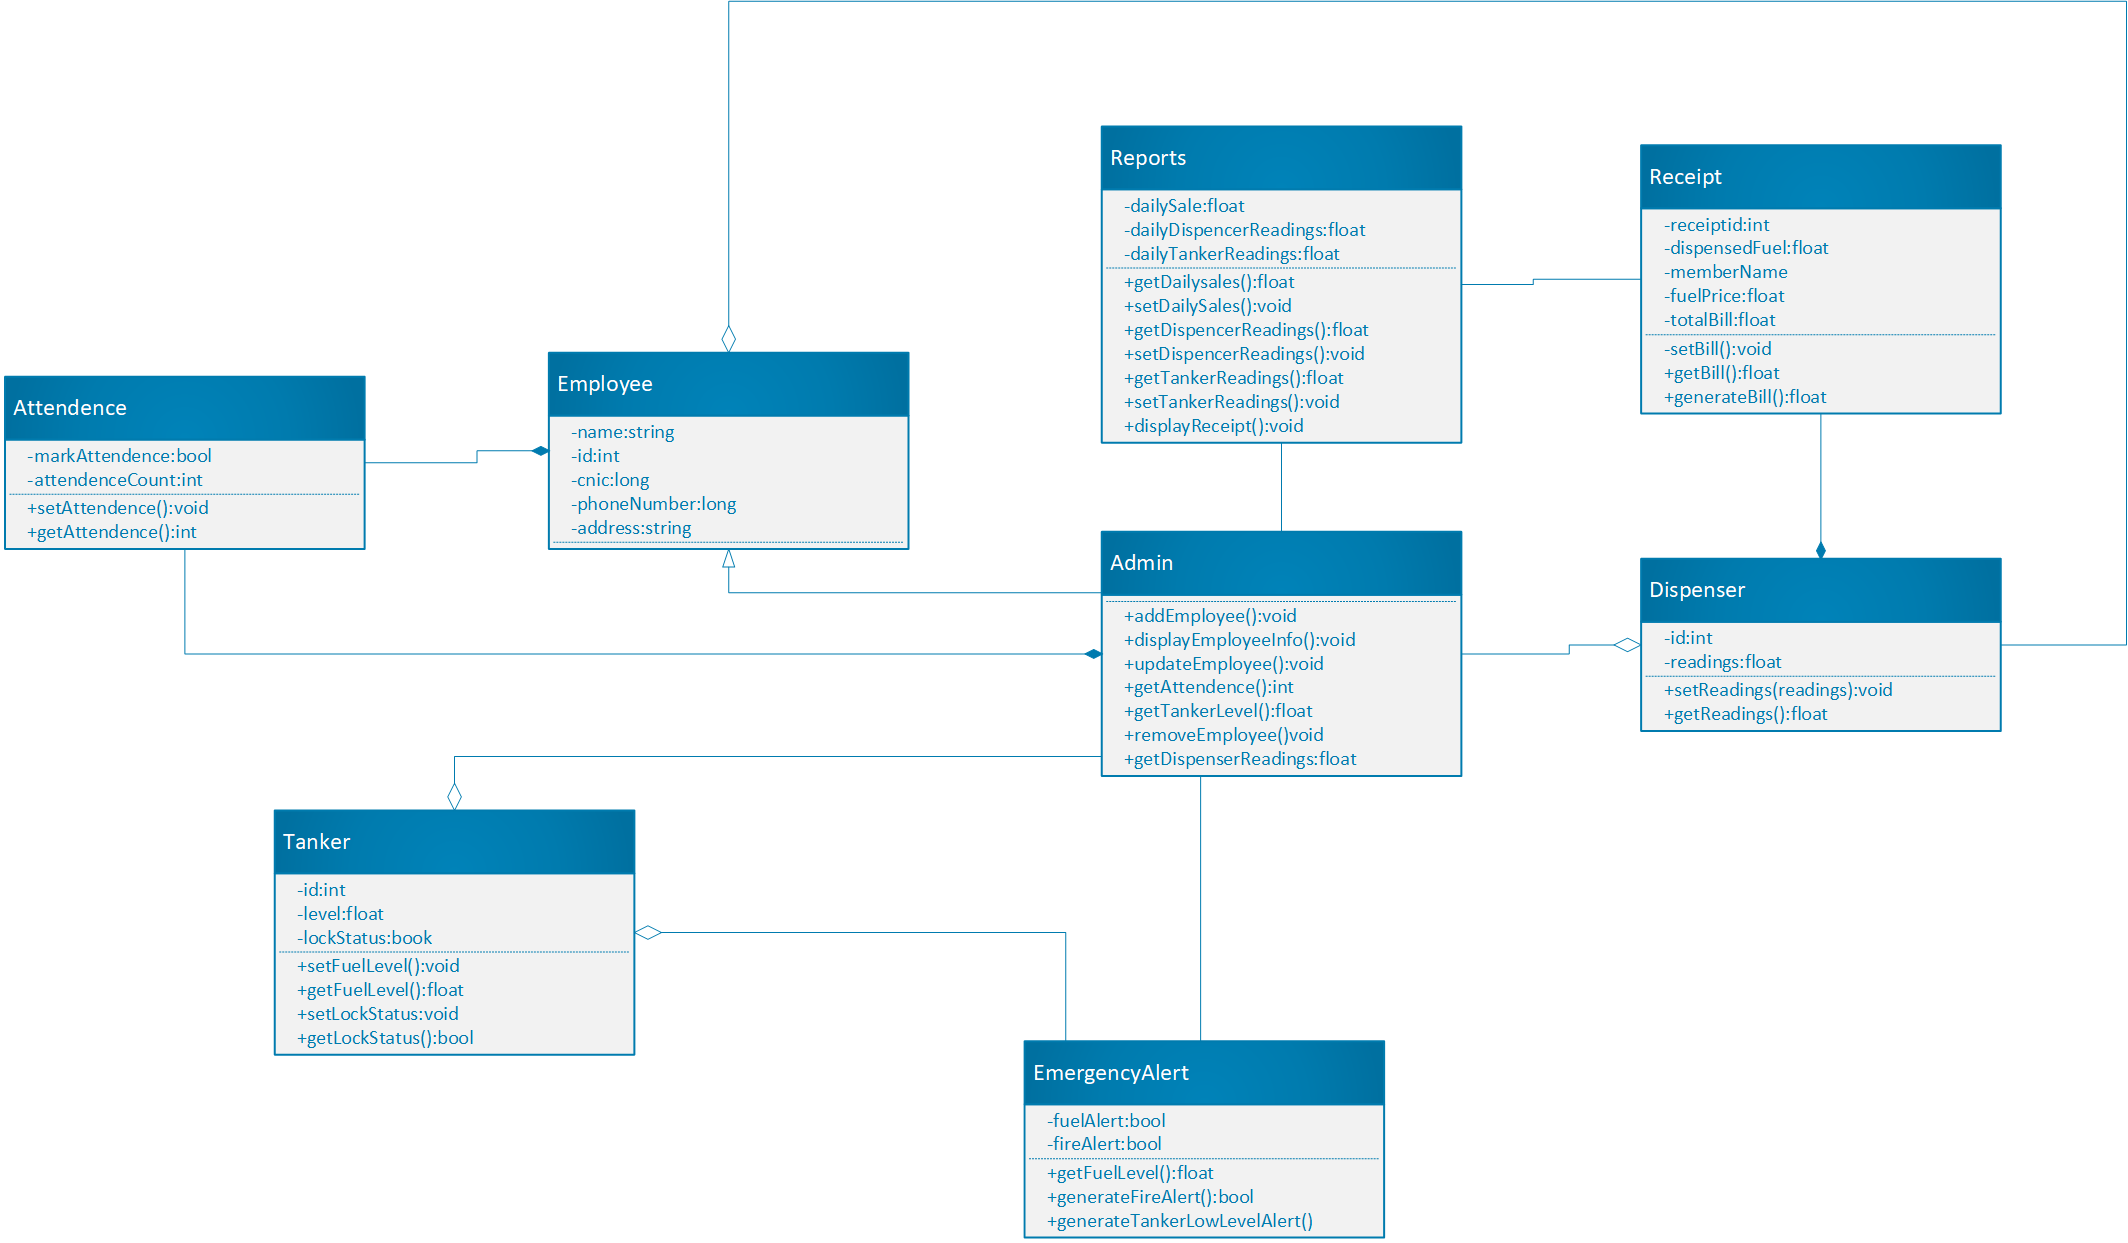 Reports
-dailySale:float
-dailyDispencerReadings:float
-dailyTankerReadings:float
+getDailysales():float
+setDailySales():void
+getDispencerReadings():float
+setDispencerReadings():void
+getTankerReadings():float
+setTankerReadings():void
+displayReceipt():void
Receipt
-receiptid:int
-dispensedFuel:float
-memberName
-fuelPrice:float
-totalBill:float
-setBill():void
+getBill():float
+generateBill():float
Employee
-name:string
-id:int
-cnic:long
-phoneNumber:long
-address:string
Attendence
-markAttendence:bool
-attendenceCount:int
+setAttendence():void
+getAttendence():int
Admin
+addEmployee():void
+displayEmployeeInfo():void
+updateEmployee():void
+getAttendence():int
+getTankerLevel():float
+removeEmployee()void
+getDispenserReadings:float
Dispenser
-id:int
-readings:float
+setReadings(readings):void
+getReadings():float
Tanker
-id:int
-level:float
-lockStatus:book
+setFuelLevel():void
+getFuelLevel():float
+setLockStatus:void
+getLockStatus():bool
EmergencyAlert
-fuelAlert:bool
-fireAlert:bool
+getFuelLevel():float
+generateFireAlert():bool
+generateTankerLowLevelAlert()